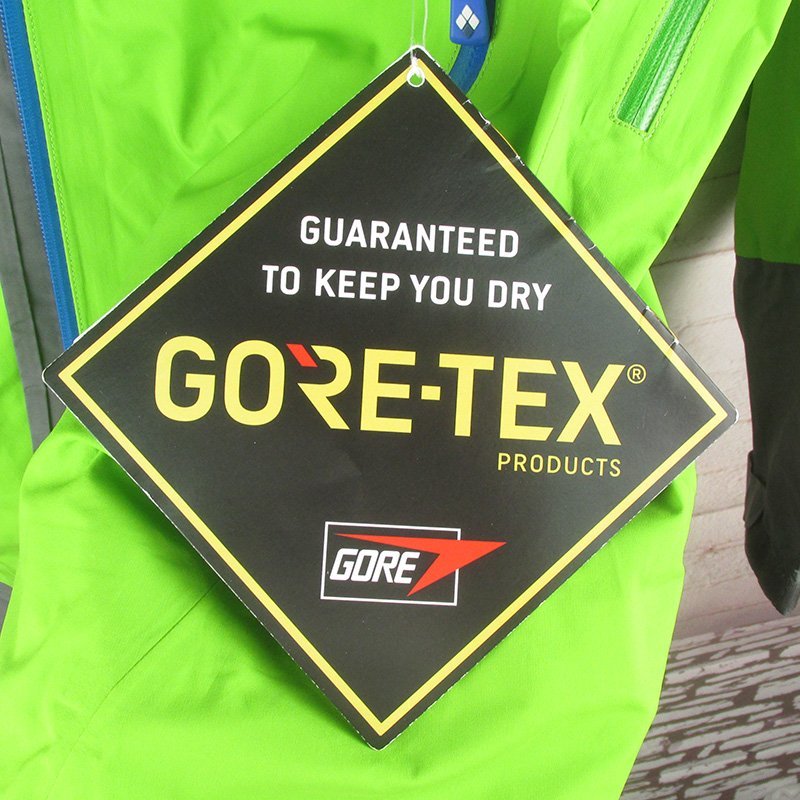 GUARANTEED
TO KEEP YOU DRY
GORE-TEX®
PRODUCTS
GORE